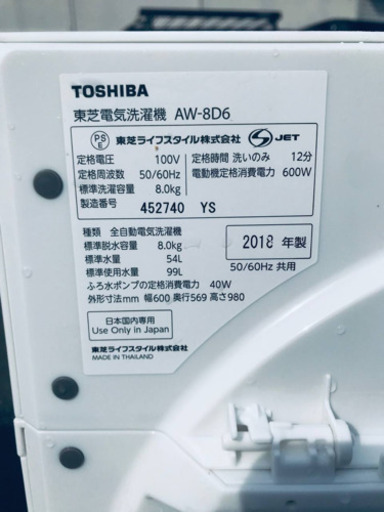 TOSHIBA
東芝電気洗濯機 AW-8D6
PS
E
東芝ライフスタイル株式会社
JET
定格電圧 100V
定格時間 洗いのみ 12分
定格周波数 50/60Hz
電動機定格消費電力 600W
標準洗濯容量 8.0kg
製造番号 452740 YS
種類 全自動電気洗濯機
標準脱水容量 8.0kg
標準水量 54L
標準使用水量 99L
2018 年製
50/60Hz 共用
ふろ水ポンプの定格消費電力 40W
外形寸法mm 幅600 奥行569 高さ980
日本国内専用
Use Only in Japan
東芝ライフスタイル株式会社
MADE IN THAILAND